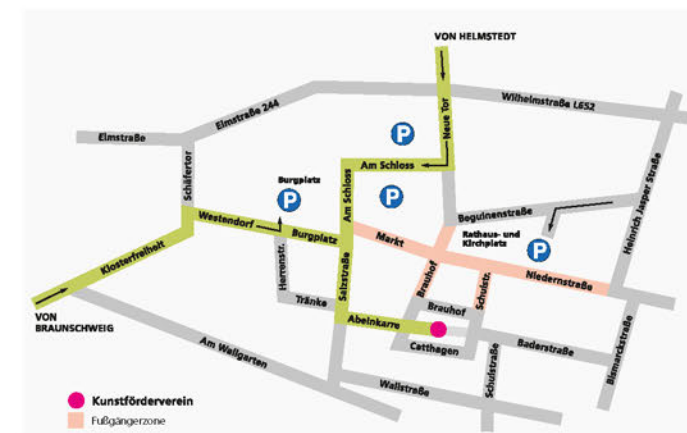 VON HELMSTEDT
Wilhelmstraße L652
Elmstraße 244
Elmstraße
Neue Tor
P
Am Schloss
Schäfertor
Burgplatz
P
Am Schloss
P
Heinrich Jasper Straße
Westendorf
Burgplatz
Beguinenstraße
Markt
Rathaus- und
Kirchplatz
P
Klosterfreiheit
Herrenstr.
Salzstraße
Brauhof
Schulstr.
Niedernstraße
Tränke
Brauhof
VON
BRAUNSCHWEIG
Abelnkarre
Catthagen
Baderstraße
Bismarckstraße
Am Wallgarten
Wallstraße
Schulstraße
Kunstförderverein
Fußgängerzone